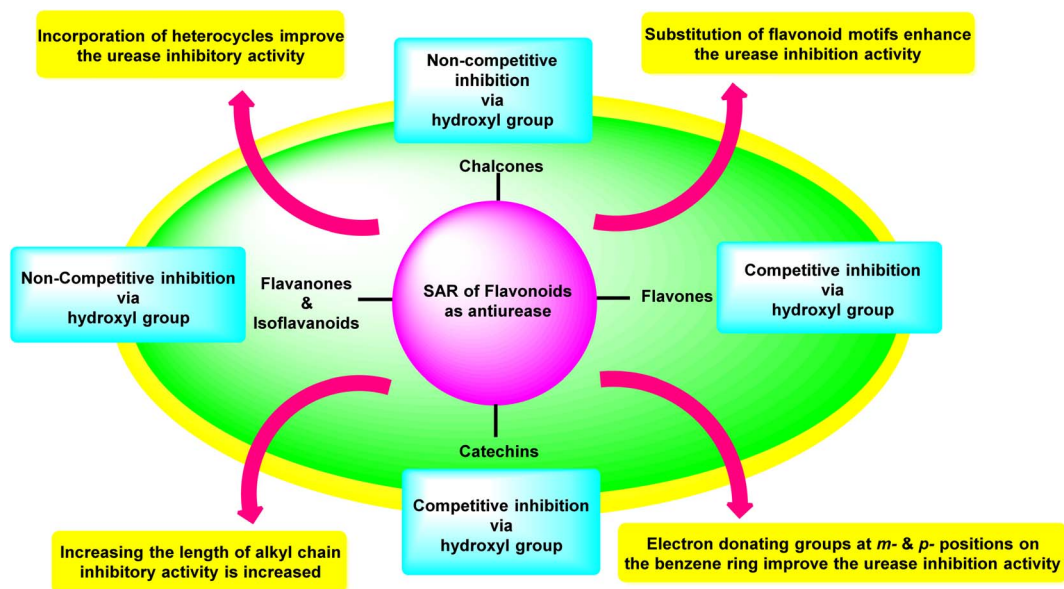 Incorporation of heterocycles improve
the urease inhibitory activity
Substitution of flavonoid motifs enhance
the urease inhibition activity
Non-competitive
inhibition
via
hydroxyl group
Chalcones
Non-Competitive inhibition
via
hydroxyl group
Flavanones
&
Isoflavanoids
SAR of Flavonoids
as antiurease
Flavones
Competitive inhibition
via
hydroxyl group
Catechins
Competitive inhibition
via
hydroxyl group
Increasing the length of alkyl chain
inhibitory activity is increased
Electron donating groups at m- & p- positions on
the benzene ring improve the urease inhibition activity